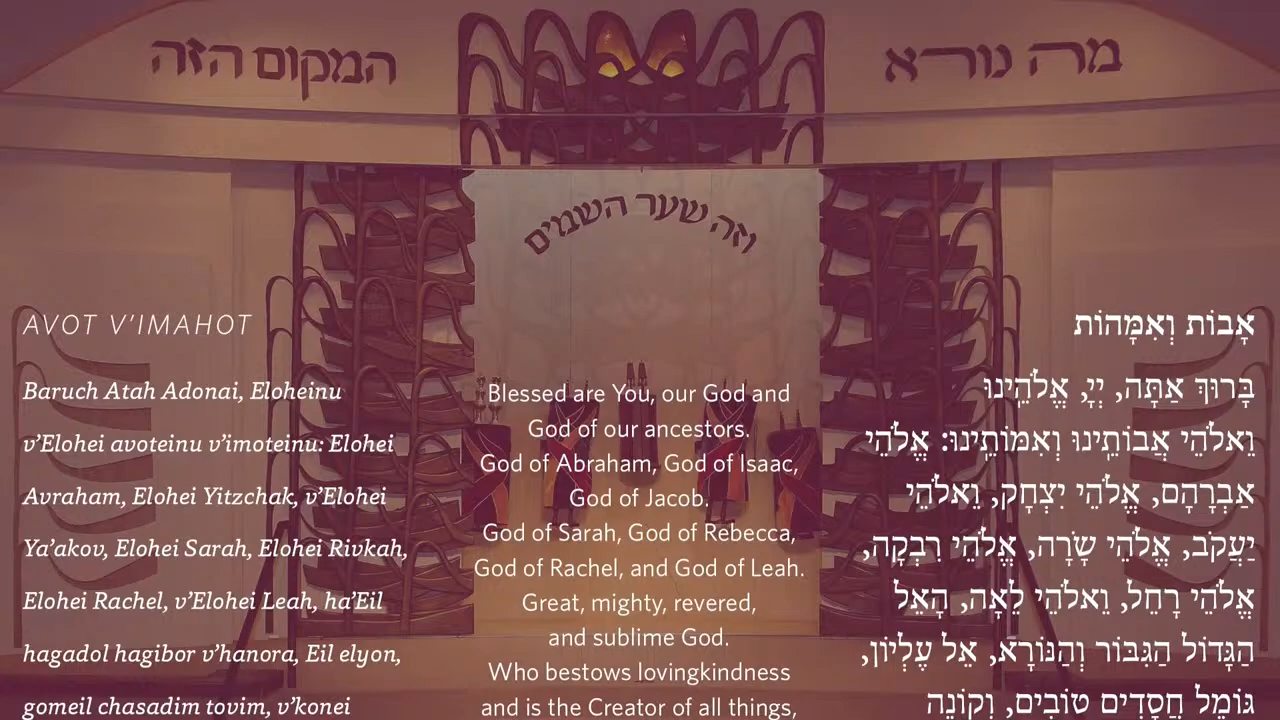 מה נורא
המקום הזה
וזה שער השמים
AVOT V’IMAHOT
Baruch Atah Adonai, Eloheinu
v’Elohei avoteinu v’imoteinu: Elohei
Avraham, Elohei Yitzchak, v’Elohei
Ya’akov, Elohei Sarah, Elohei Rivkah,
Elohei Rachel, v’Elohei Leah, ha’Eil
hagadol hagibor v’hanora, Eil elyon,
gomeil chasadim tovim, v’konei
Blessed are You, our God and
God of our ancestors.
God of Abraham, God of Isaac,
God of Jacob.
God of Sarah, God of Rebecca,
God of Rachel, and God of Leah.
Great, mighty, revered,
and sublime God.
Who bestows lovingkindness
and is the Creator of all things,
אָבוֹת וְאִמָּהוֹת
בָּרוּךְ אַתָּה, יְיָ, אֱלֹהֵֽינוּ
וֵאלֹהֵי אֲבוֹתֵֽינוּ וְאִמּוֹתֵֽינוּ: אֱלֹהֵי
אַבְרָהָם, אֱלֹהֵי יִצְחָק, וֵאלֹהֵי
יַעֲקֹב, אֱלֹהֵי שָׂרָה, אֱלֹהֵי רִבְקָה,
אֱלֹהֵי רָחֵל, וֵאלֹהֵי לֵאָה, הָאֵל
הַגָּדוֹל הַגִּבּוֹר וְהַנּוֹרָא, אֵל עֶלְיוֹן,
גּוֹמֵל חֲסָדִים טוֹבִים, וְקוֹנֵה